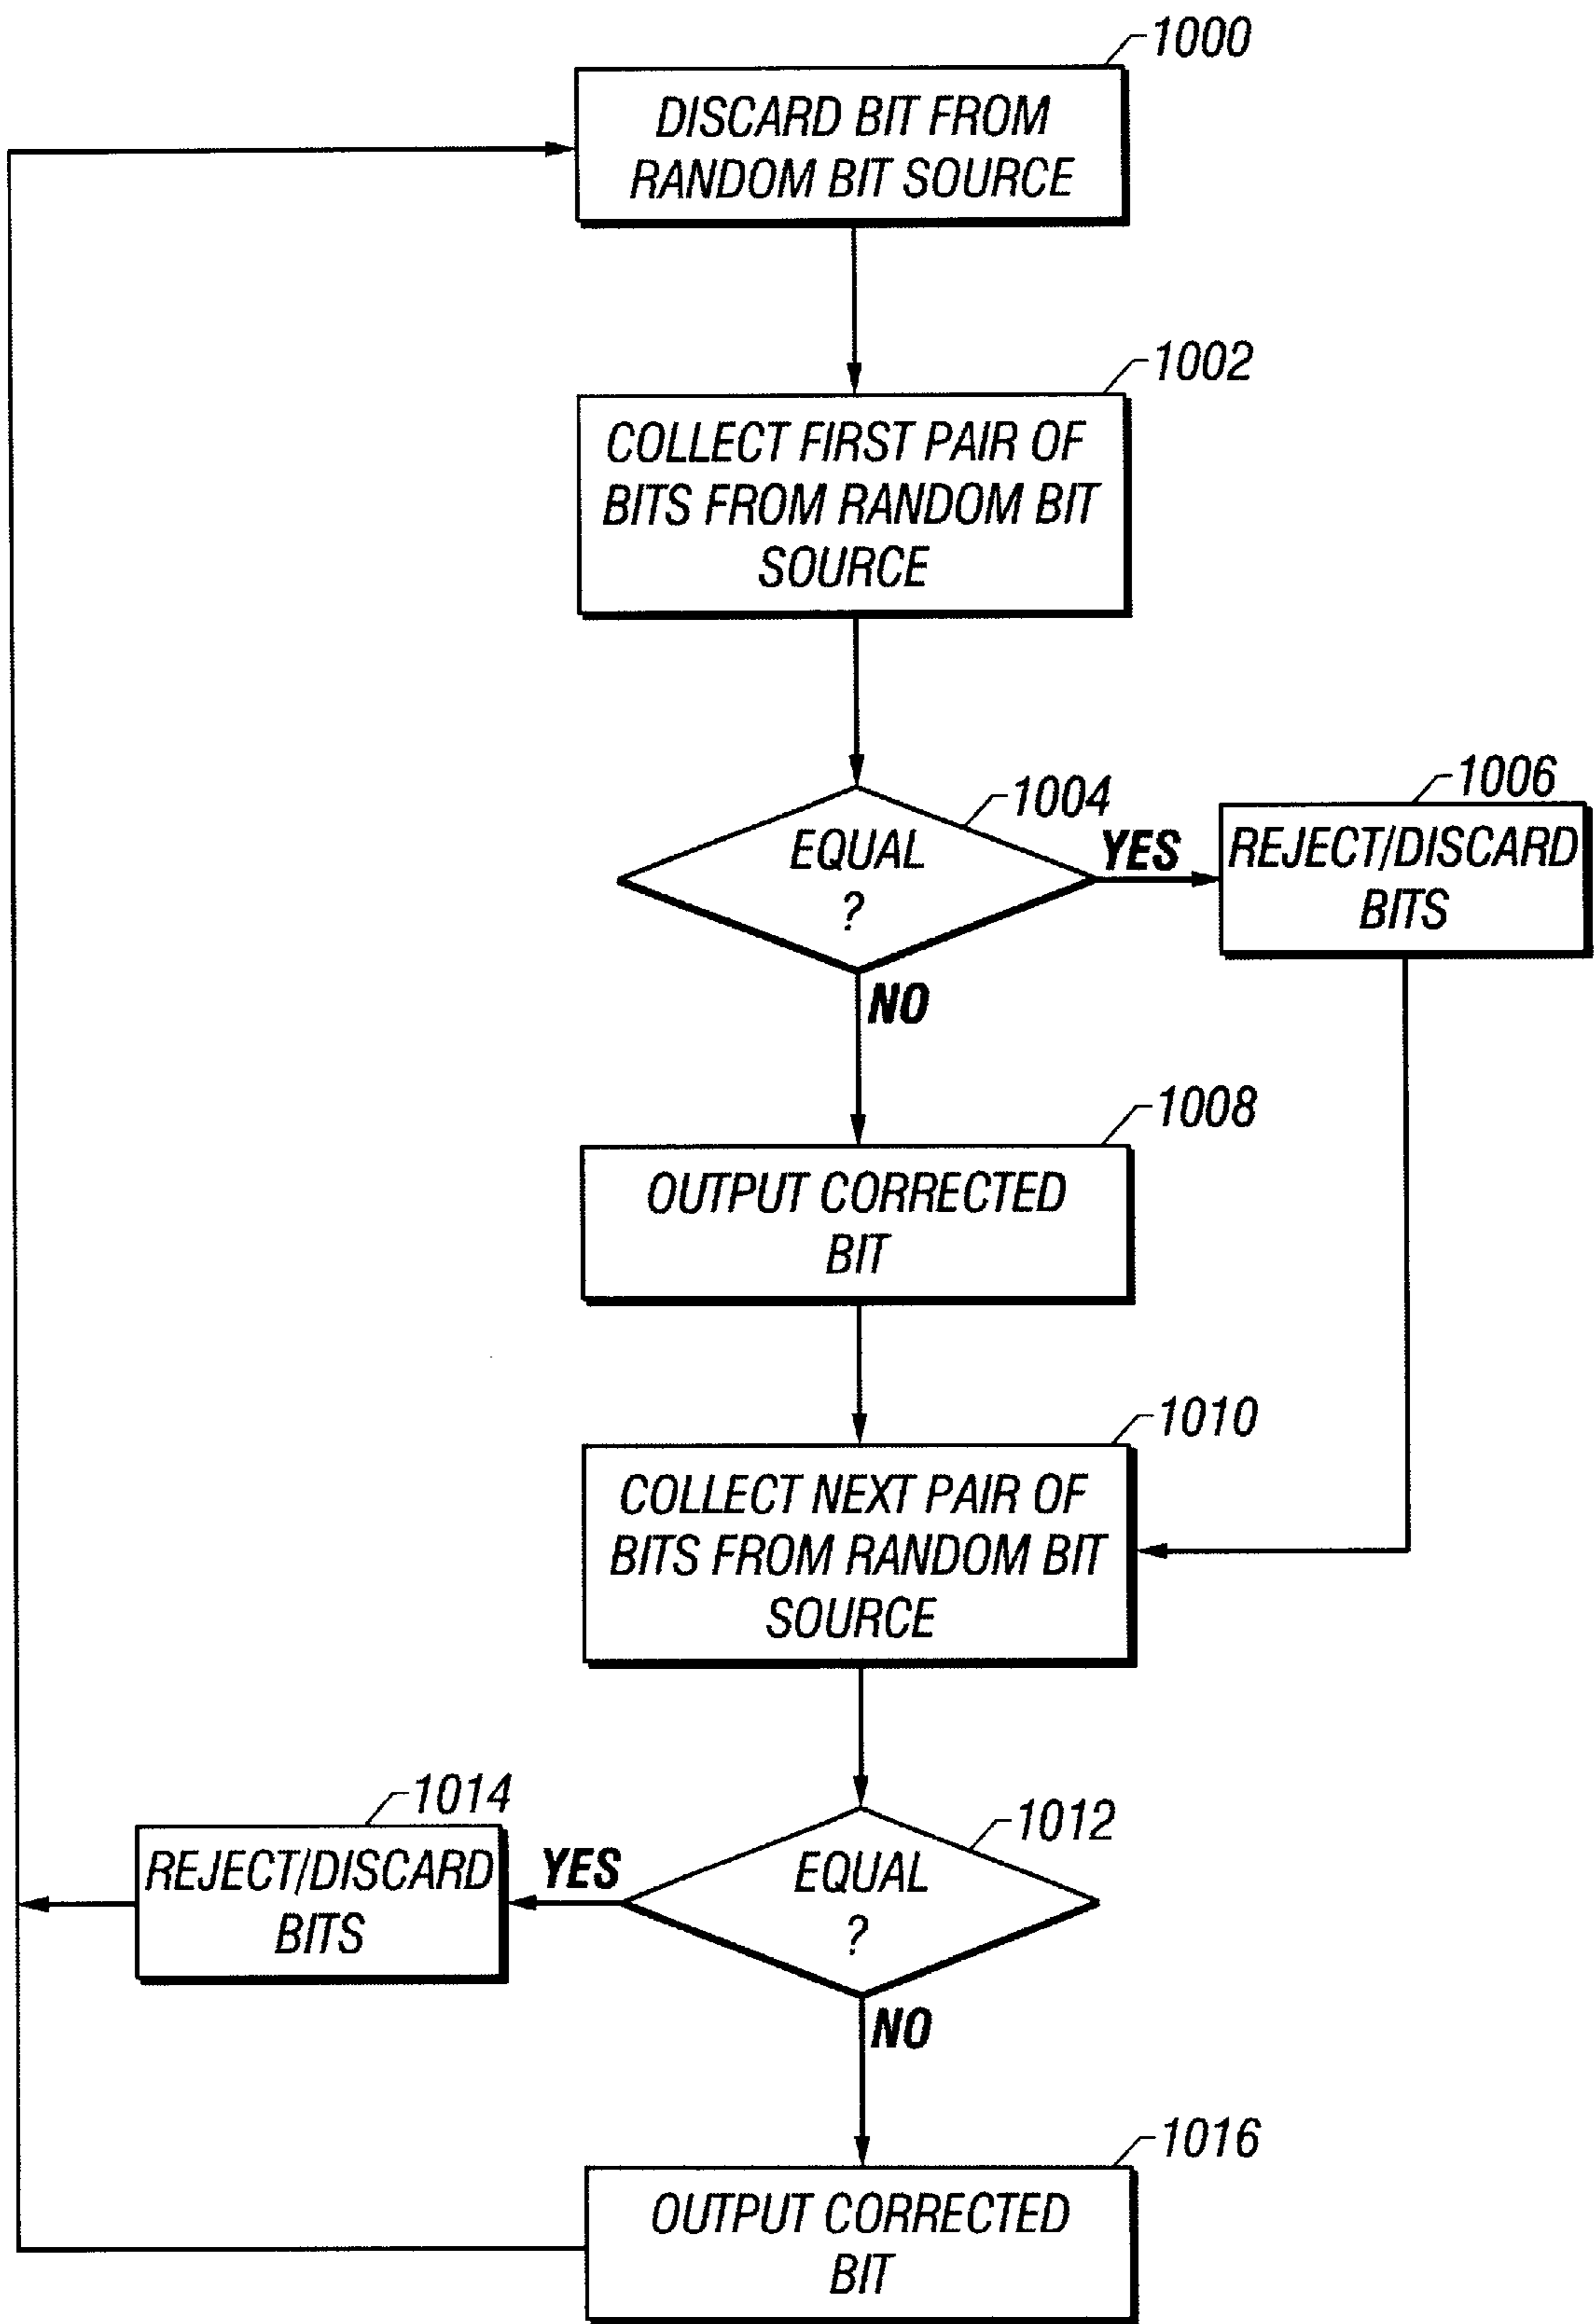 1000
DISCARD BIT FROM
RANDOM BIT SOURCE
1002
COLLECT FIRST PAIR OF
BITS FROM RANDOM BIT
SOURCE
1004
EQUAL
?
YES
1006
REJECT/DISCARD
BITS
NO
1008
OUTPUT CORRECTED
BIT
1010
COLLECT NEXT PAIR OF
BITS FROM RANDOM BIT
SOURCE
1012
EQUAL
?
YES
1014
REJECT/DISCARD
BITS
NO
1016
OUTPUT CORRECTED
BIT